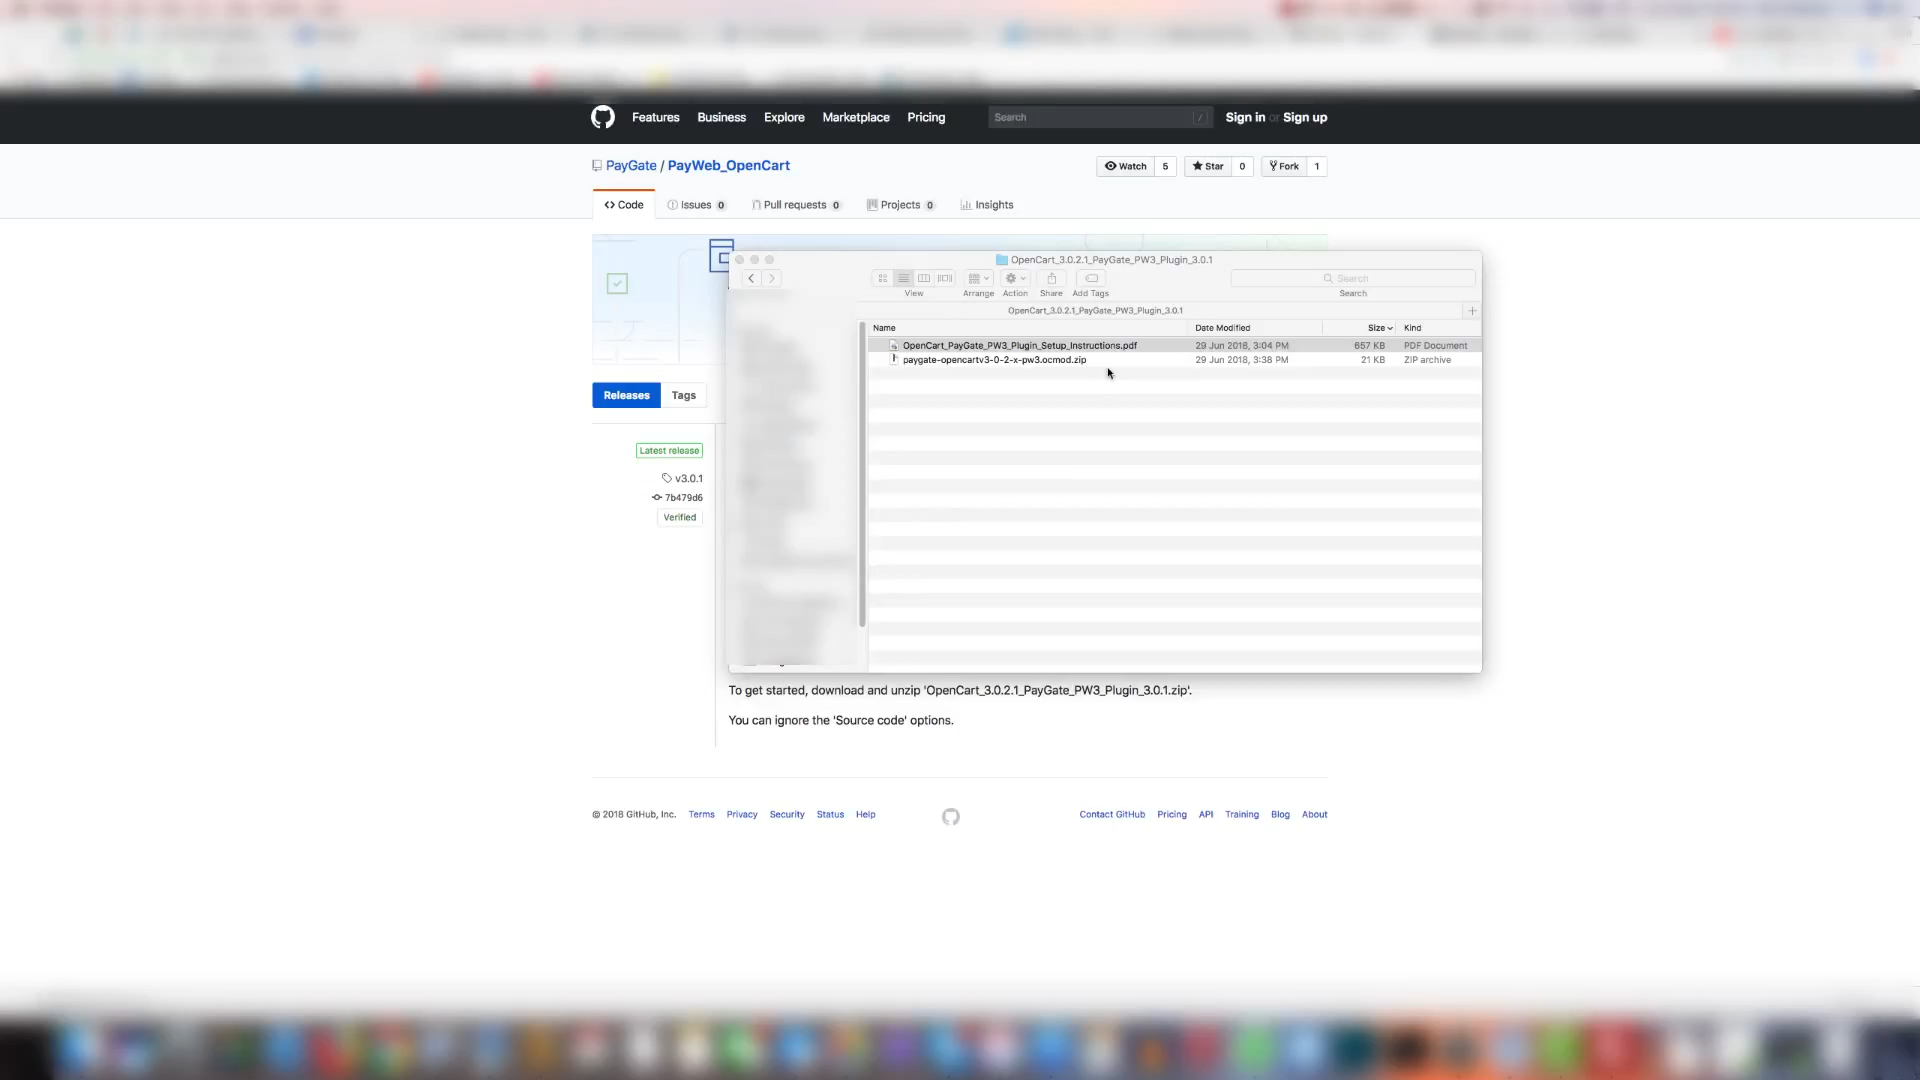 Features Business Explore Marketplace Pricing Search / Sign in or Sign up
PayGate / PayWeb_OpenCart
Watch 5 Star 0 Fork 1
Code Issues 0 Pull requests 0 Projects 0 Insights
OpenCart_3.0.2.1_PayGate_PW3_Plugin_3.0.1
Search
View Arrange Action Share Add Tags Search
OpenCart_3.0.2.1_PayGate_PW3_Plugin_3.0.1
Name Date Modified Size Kind
OpenCart_PayGate_PW3_Plugin_Setup_Instructions.pdf 29 Jun 2018, 3:04 PM 657 KB PDF Document
paygate-opencartv3-0-2-x-pw3.ocmod.zip 29 Jun 2018, 3:38 PM 21 KB ZIP archive
Releases Tags
Latest release
v3.0.1
7b479d6
Verified
To get started, download and unzip 'OpenCart_3.0.2.1_PayGate_PW3_Plugin_3.0.1.zip'.
You can ignore the 'Source code' options.
© 2018 GitHub, Inc. Terms Privacy Security Status Help Contact GitHub Pricing API Training Blog About